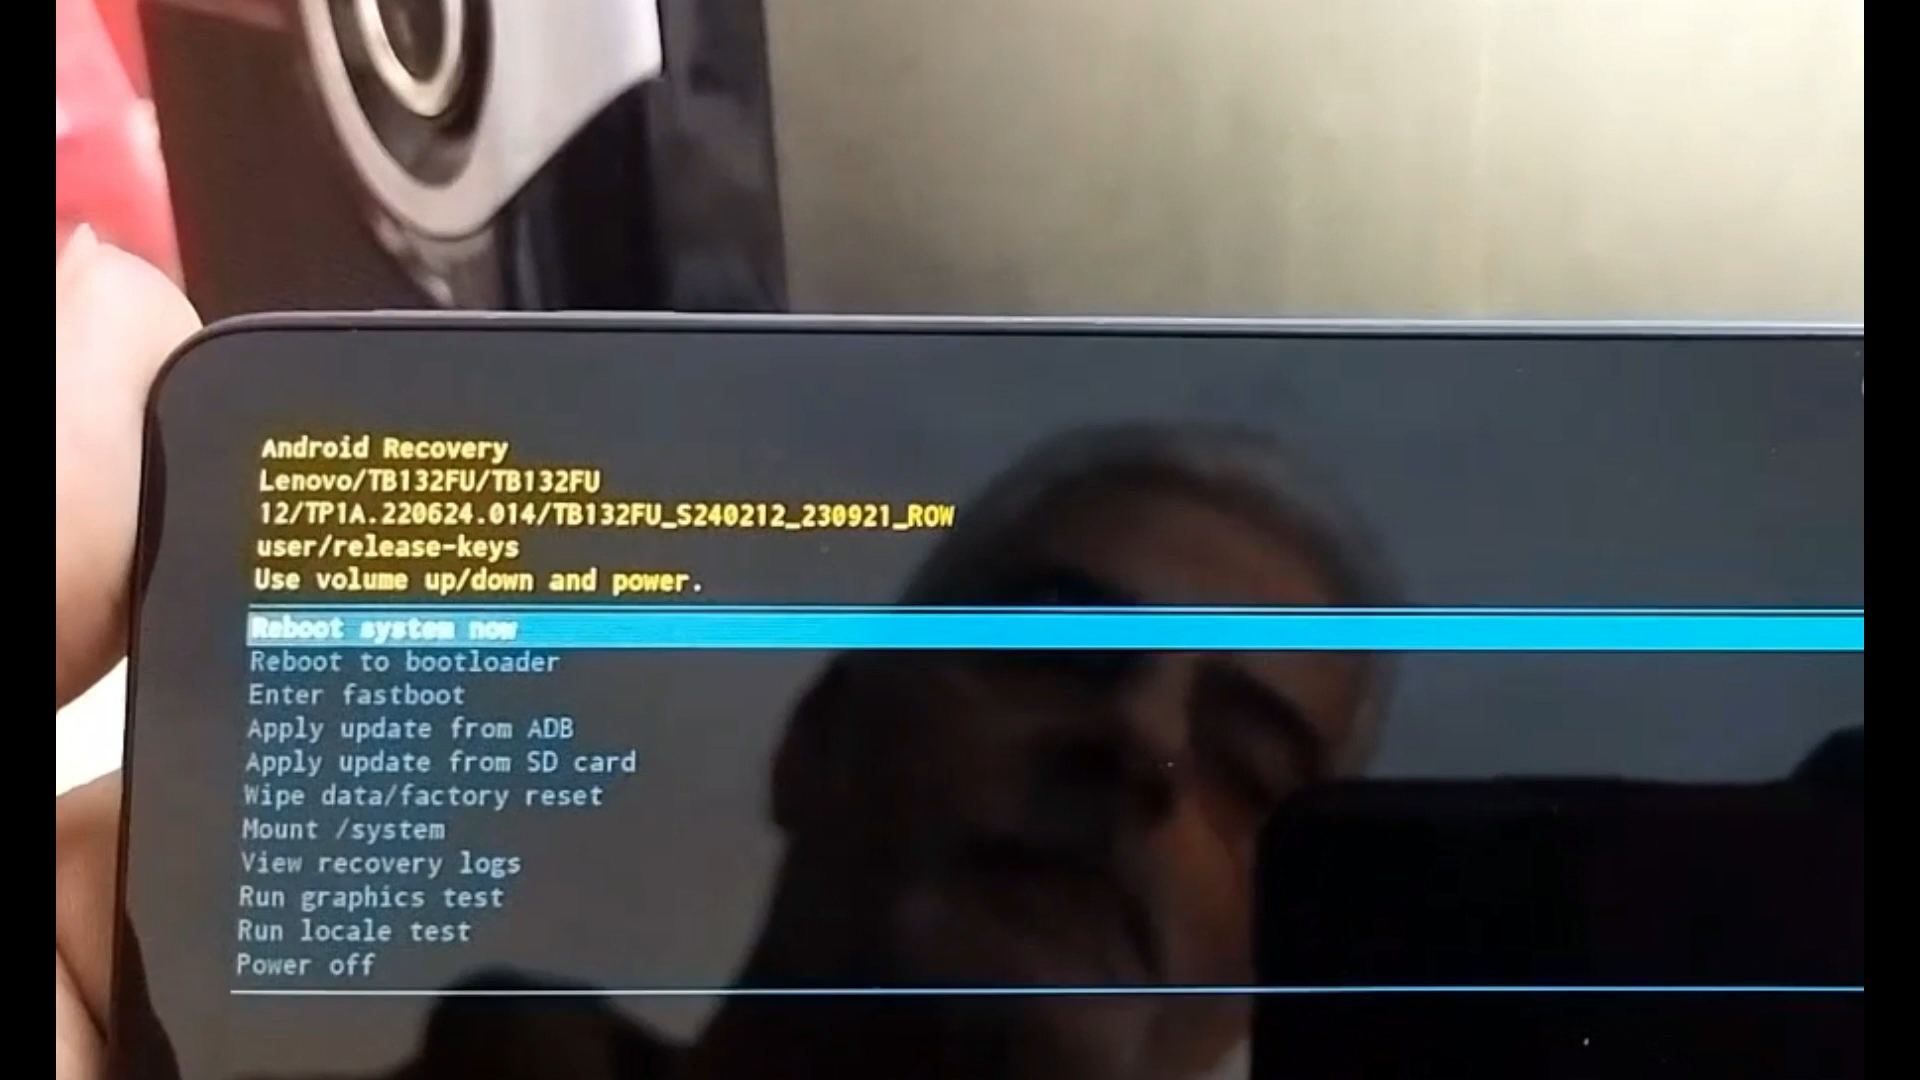 Android Recovery
Lenovo/TB132FU/TB132FU
12/TP1A.220624.014/TB132FU_S240212_230921_ROW
user/release-keys
Use volume up/down and power.
Reboot system now
Reboot to bootloader
Enter fastboot
Apply update from ADB
Apply update from SD card
Wipe data/factory reset
Mount /system
View recovery logs
Run graphics test
Run locale test
Power off